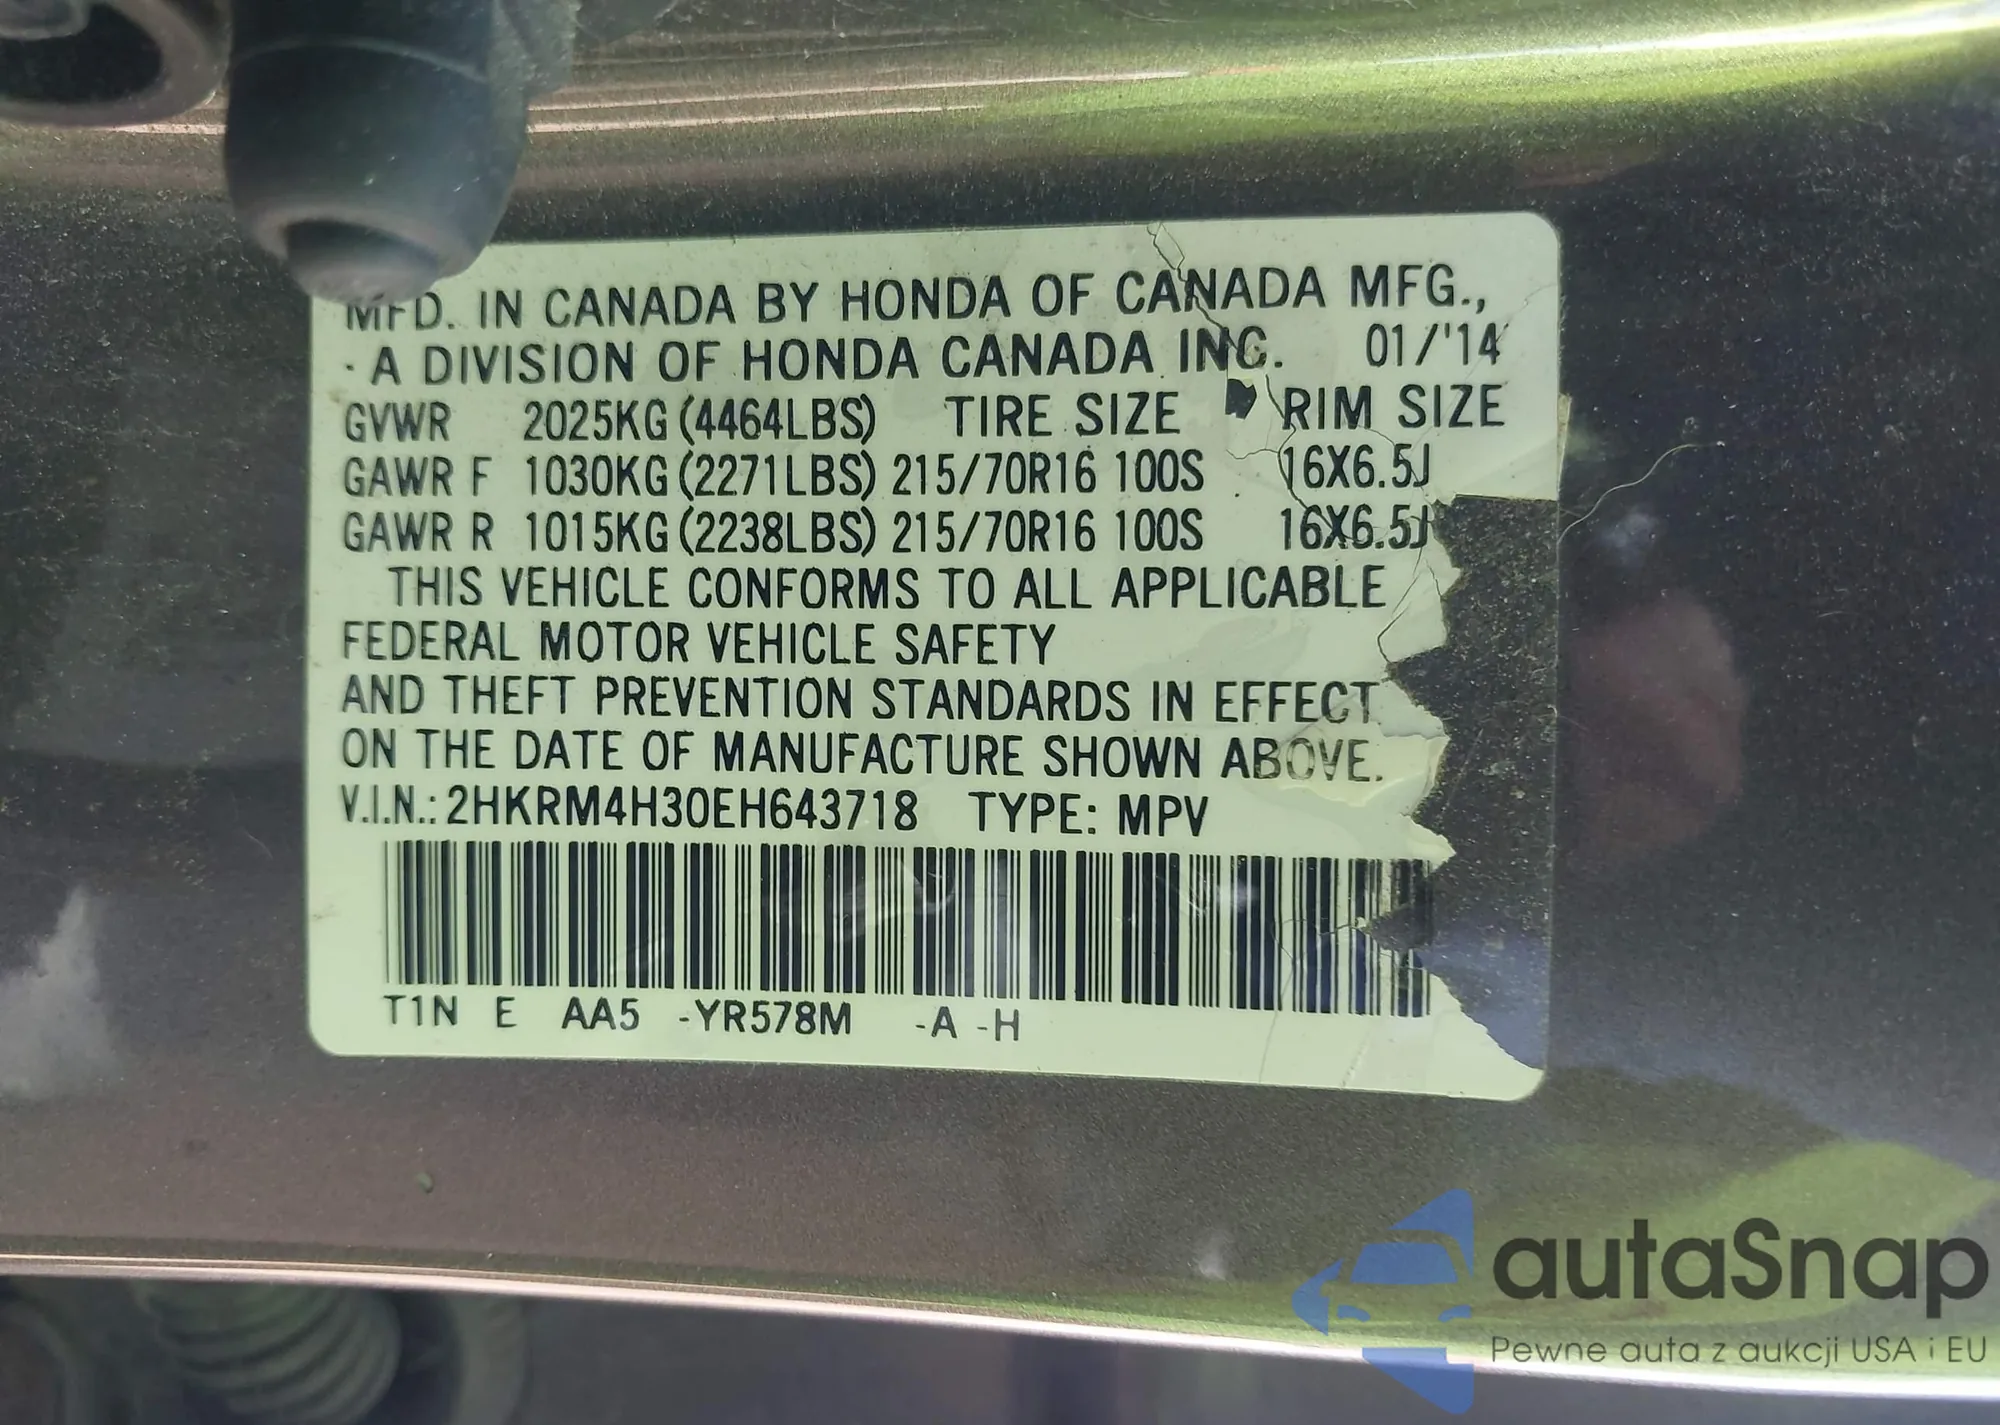 MFD. IN CANADA BY HONDA OF CANADA MFG.,
A DIVISION OF HONDA CANADA INC. 01/'14
GVWR 2025KG (4464LBS) TIRE SIZE RIM SIZE
GAWR F 1030KG (2271LBS) 215/70R16 100S 16X6.5J
GAWR R 1015KG (2238LBS) 215/70R16 100S 16X6.5J
THIS VEHICLE CONFORMS TO ALL APPLICABLE
FEDERAL MOTOR VEHICLE SAFETY
AND THEFT PREVENTION STANDARDS IN EFFECT
ON THE DATE OF MANUFACTURE SHOWN ABOVE.
V.I.N.: 2HKRM4H30EH643718 TYPE: MPV
T1N E AA5 -YR578M -A -H
autaSnap
Pewne auta z aukcji USA i EU